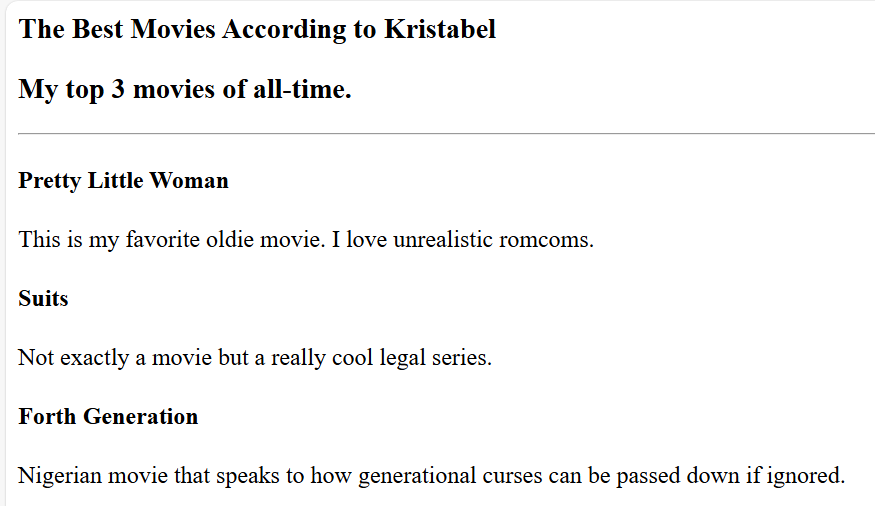 The Best Movies According to Kristabel
My top 3 movies of all-time.
Pretty Little Woman
This is my favorite oldie movie. I love unrealistic romcoms.
Suits
Not exactly a movie but a really cool legal series.
Forth Generation
Nigerian movie that speaks to how generational curses can be passed down if ignored.